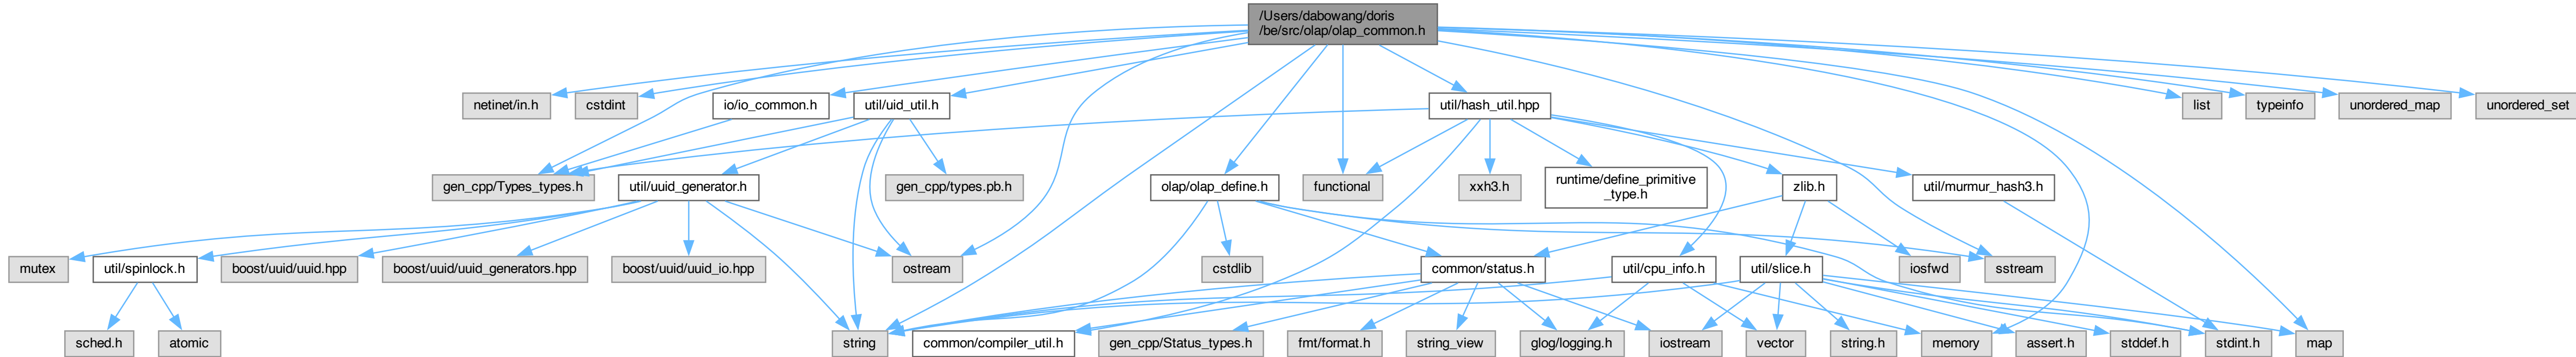 /Users/dabowang/doris
/be/src/olap/olap_common.h
netinet/in.h
cstdint
io/io_common.h
util/uid_util.h
util/hash_util.hpp
list
typeinfo
unordered_map
unordered_set
gen_cpp/Types_types.h
util/uuid_generator.h
gen_cpp/types.pb.h
olap/olap_define.h
functional
xxh3.h
runtime/define_primitive
_type.h
zlib.h
util/murmur_hash3.h
mutex
util/spinlock.h
boost/uuid/uuid.hpp
boost/uuid/uuid_generators.hpp
boost/uuid/uuid_io.hpp
ostream
cstdlib
common/status.h
util/cpu_info.h
util/slice.h
iosfwd
sstream
sched.h
atomic
string
common/compiler_util.h
gen_cpp/Status_types.h
fmt/format.h
string_view
glog/logging.h
iostream
vector
string.h
memory
assert.h
stddef.h
stdint.h
map